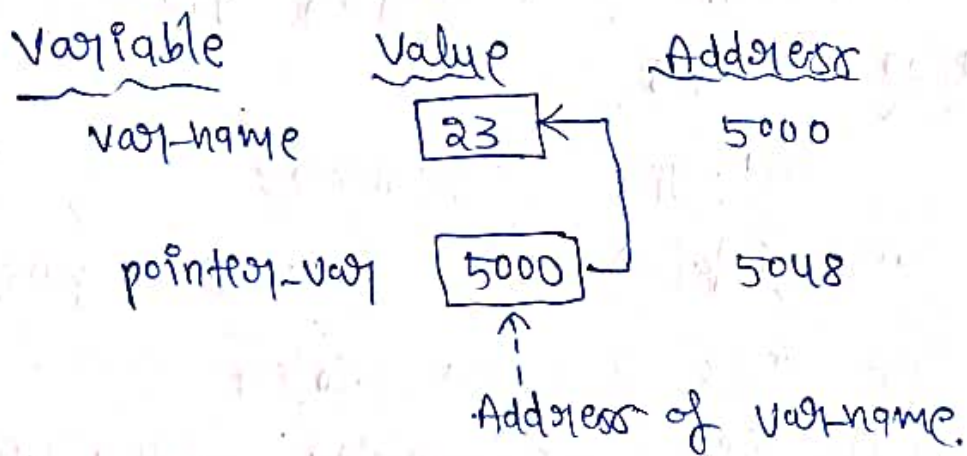 Variable Value Address
var-name 23 5000
pointer-var 5000 5048
Address of var-name.